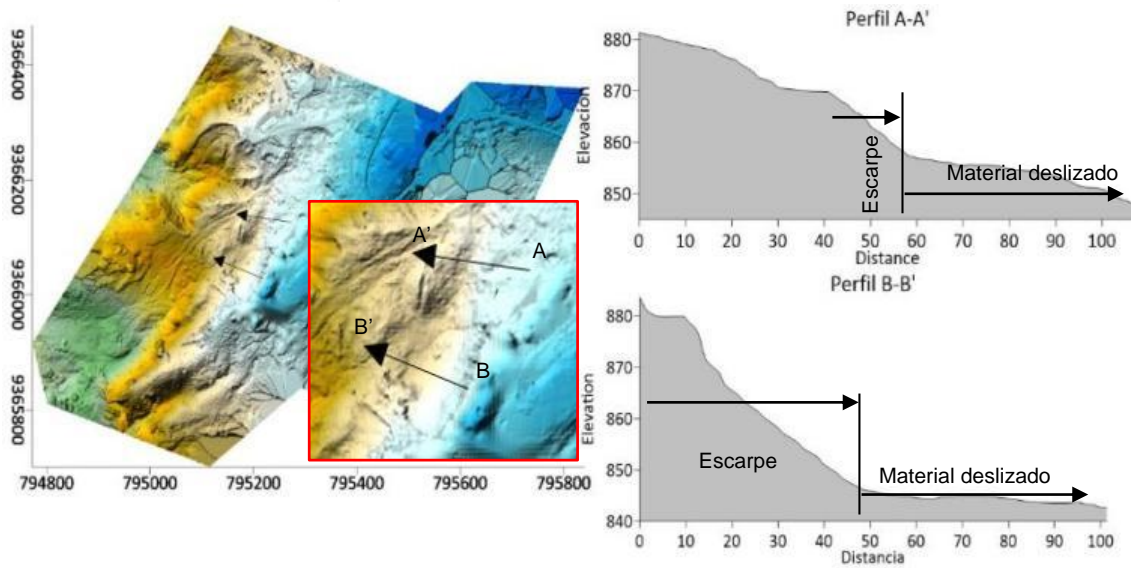 9366400
9366200
9366000
9365800
794800
795000
795200
795400
795600
795800
A'
A
B'
B
Perfil A-A'
Elevación
880
870
860
850
Escarpe
Material deslizado
0
10
20
30
40
50
60
70
80
90
100
Distance
Perfil B-B'
Elevation
880
870
860
850
840
Escarpe
Material deslizado
0
10
20
30
40
50
60
70
80
90
100
Distancia